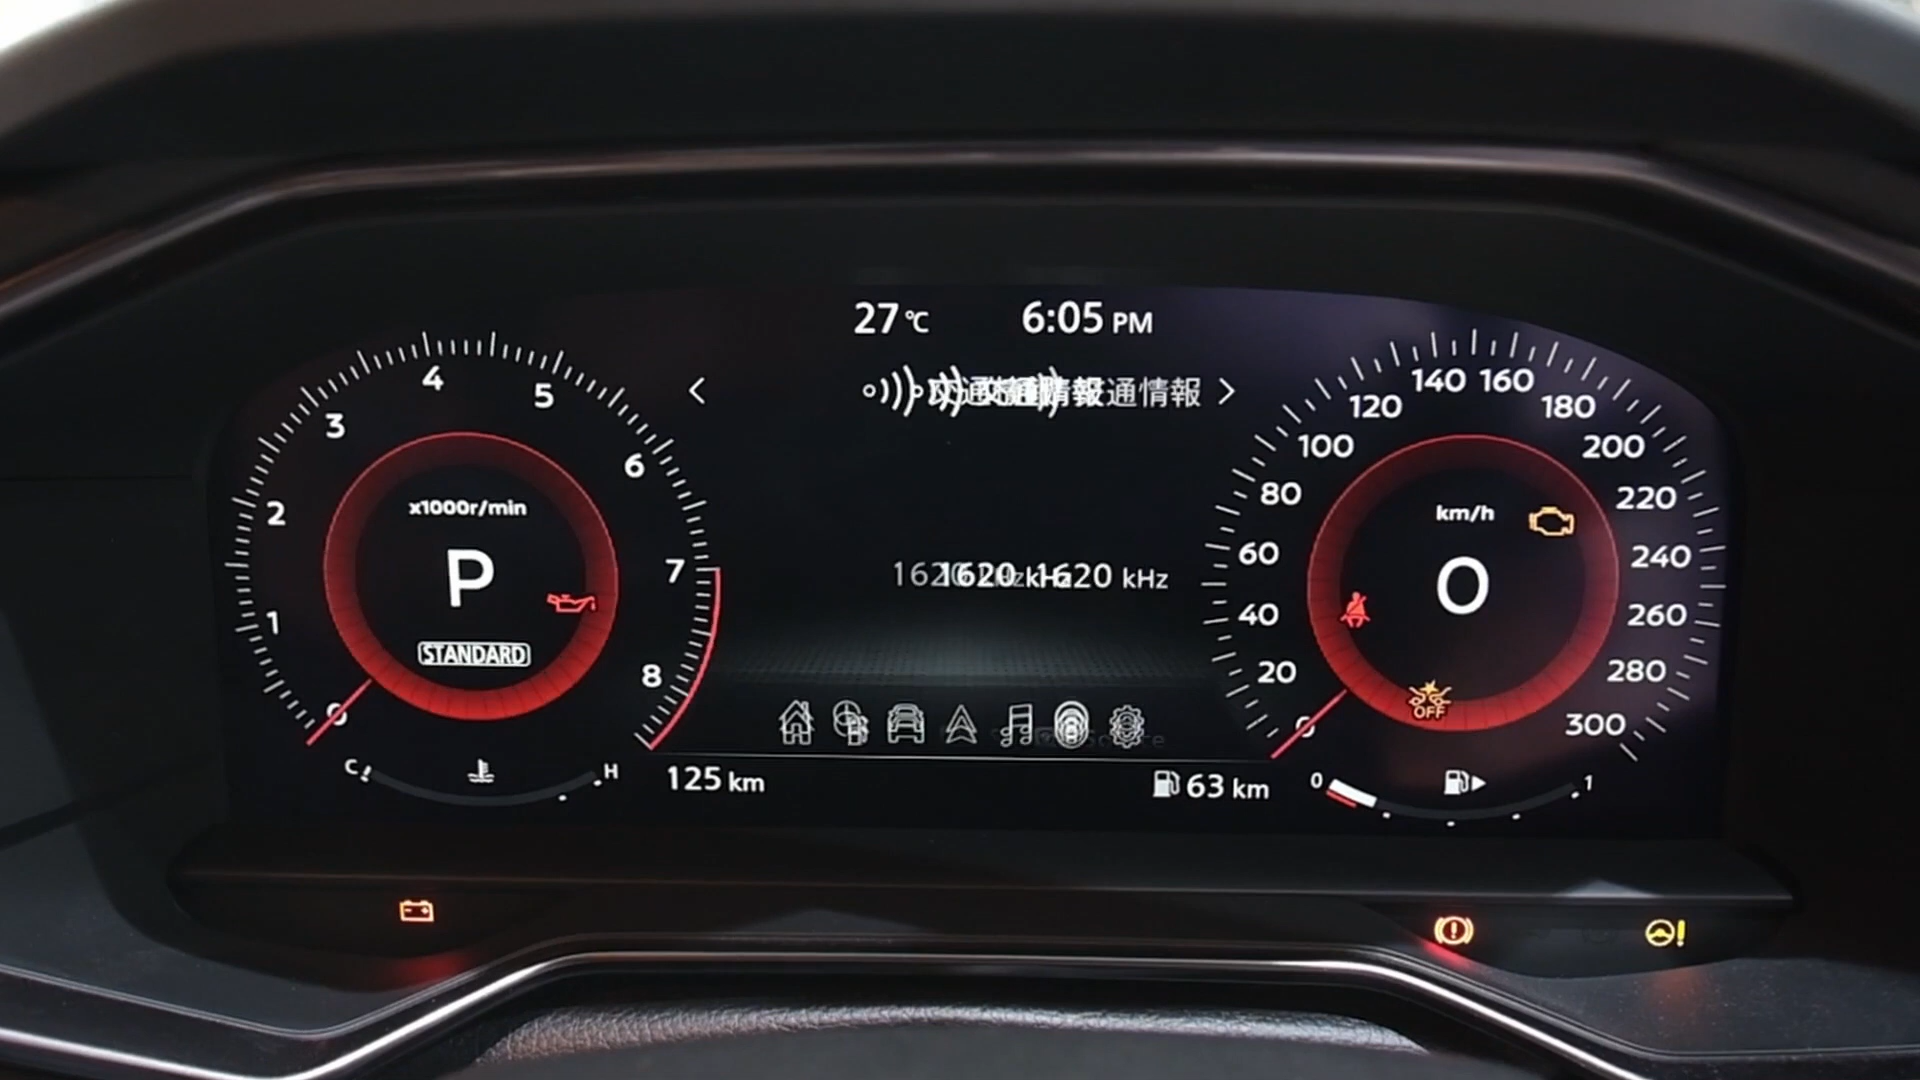 27°C 6:05 PM
交通情報
1620 kHz
x1000r/min
P
STANDARD
0 1 2 3 4 5 6 7 8
km/h
0
OFF
0 20 40 60 80 100 120 140 160 180 200 220 240 260 280 300
C H
125 km
63 km
0 1